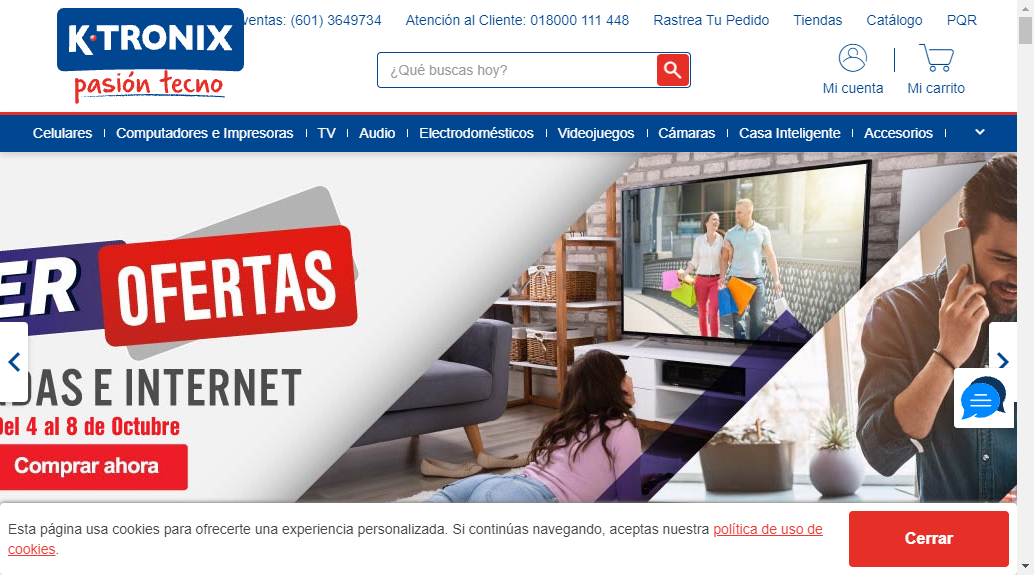 K-TRONIX
pasión tecno
ventas: (601) 3649734
Atención al Cliente: 018000 111 448
Rastrea Tu Pedido
Tiendas
Catálogo
PQR
¿Qué buscas hoy?
Mi cuenta
Mi carrito
Celulares
Computadores e Impresoras
TV
Audio
Electrodomésticos
Videojuegos
Cámaras
Casa Inteligente
Accesorios
ER OFERTAS
DAS E INTERNET
Del 4 al 8 de Octubre
Comprar ahora
Esta página usa cookies para ofrecerte una experiencia personalizada. Si continúas navegando, aceptas nuestra política de uso de
cookies.
Cerrar